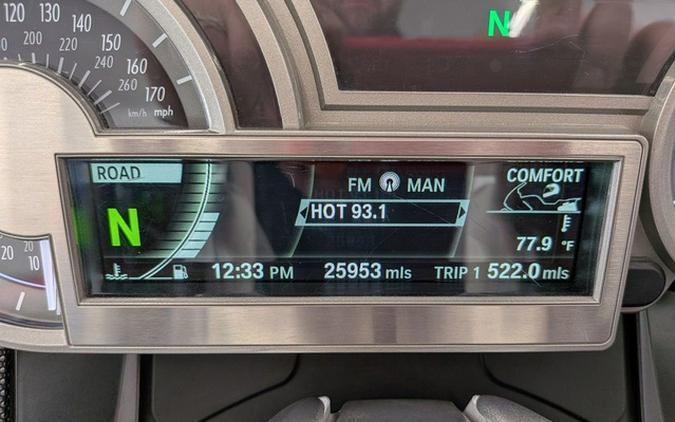 120 130 140 150 160 170
200 220 240 260
km/h mph
N
ROAD
N
FM MAN
HOT 93.1
COMFORT
77.9 °F
20 20
10
12:33 PM 25953 mls TRIP 1 522.0 mls